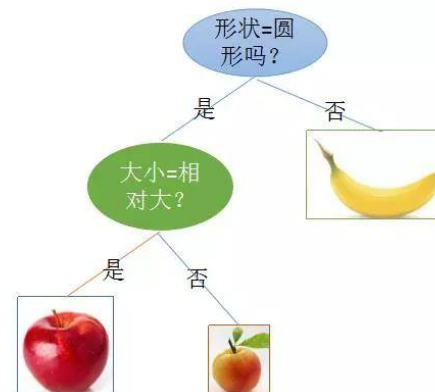 形状=圆
形吗？
是
否
大小=相
对大？
是
否